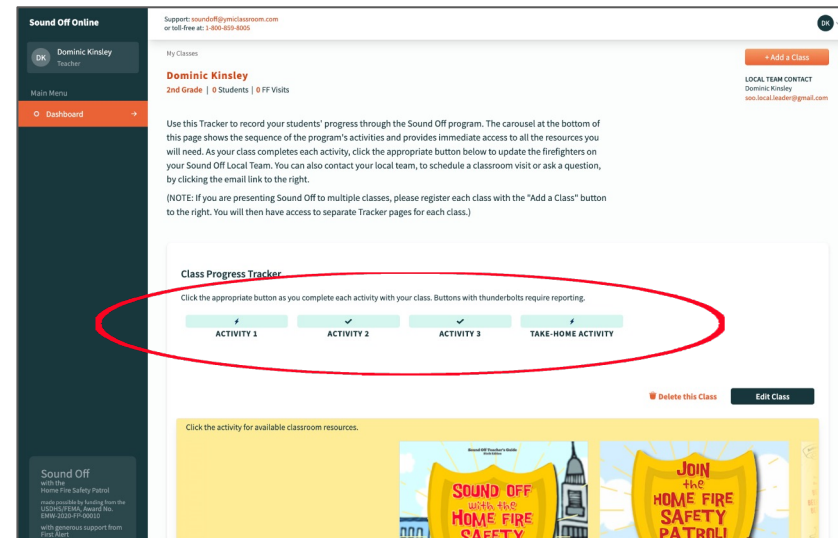 Sound Off Online
DK
Dominic Kinsley
Teacher
Main Menu
Dashboard
Sound Off
with the
Home Fire Safety Patrol
made possible by funding from the
USDHS/FEMA, Award No.
EMW-2020-FP-00010
with generous support from
First Alert
Support: soundoff@ymiclassroom.com
or toll-free at: 1-800-859-8005
DK
My Classes
Dominic Kinsley
2nd Grade | 0 Students | 0 FF Visits
+ Add a Class
LOCAL TEAM CONTACT
Dominic Kinsley
soo.local.leader@gmail.com
Use this Tracker to record your students' progress through the Sound Off program. The carousel at the bottom of
this page shows the sequence of the program's activities and provides immediate access to all the resources you
will need. As your class completes each activity, click the appropriate button below to update the firefighters on
your Sound Off Local Team. You can also contact your local team, to schedule a classroom visit or ask a question,
by clicking the email link to the right.
(NOTE: If you are presenting Sound Off to multiple classes, please register each class with the "Add a Class" button
to the right. You will then have access to separate Tracker pages for each class.)
Class Progress Tracker
Click the appropriate button as you complete each activity with your class. Buttons with thunderbolts require reporting.
ACTIVITY 1
ACTIVITY 2
ACTIVITY 3
TAKE-HOME ACTIVITY
Delete this Class
Edit Class
Click the activity for available classroom resources.
Sound Off Teacher's Guide
SOUND OFF
with the
HOME FIRE
SAFETY
JOIN
the
HOME FIRE
SAFETY
PATROL!